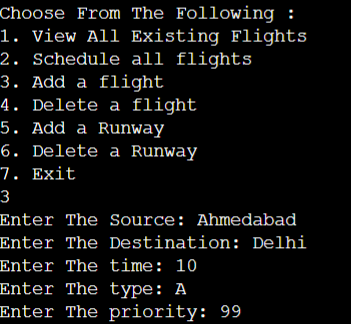 Choose From The Following :
1. View All Existing Flights
2. Schedule all flights
3. Add a flight
4. Delete a flight
5. Add a Runway
6. Delete a Runway
7. Exit
3
Enter The Source: Ahmedabad
Enter The Destination: Delhi
Enter The time: 10
Enter The type: A
Enter The priority: 99